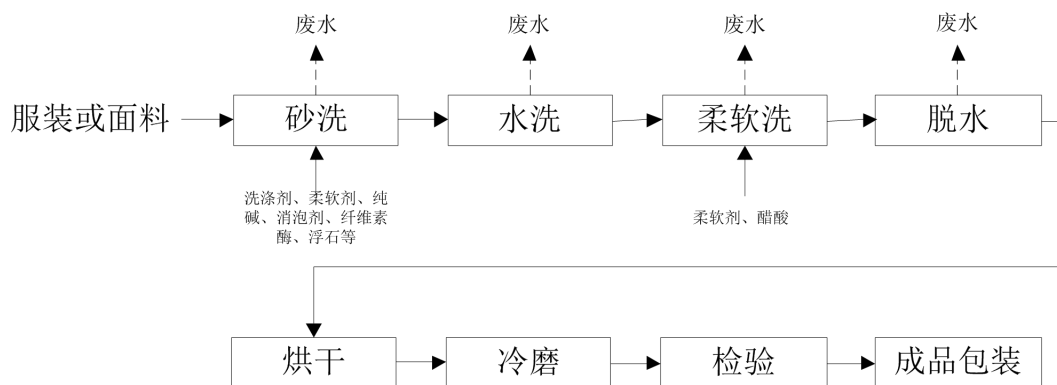 废水
废水
废水
废水
服装或面料
砂洗
水洗
柔软洗
脱水
洗涤剂、柔软剂、纯
碱、消泡剂、纤维素
酶、浮石等
柔软剂、醋酸
烘干
冷磨
检验
成品包装